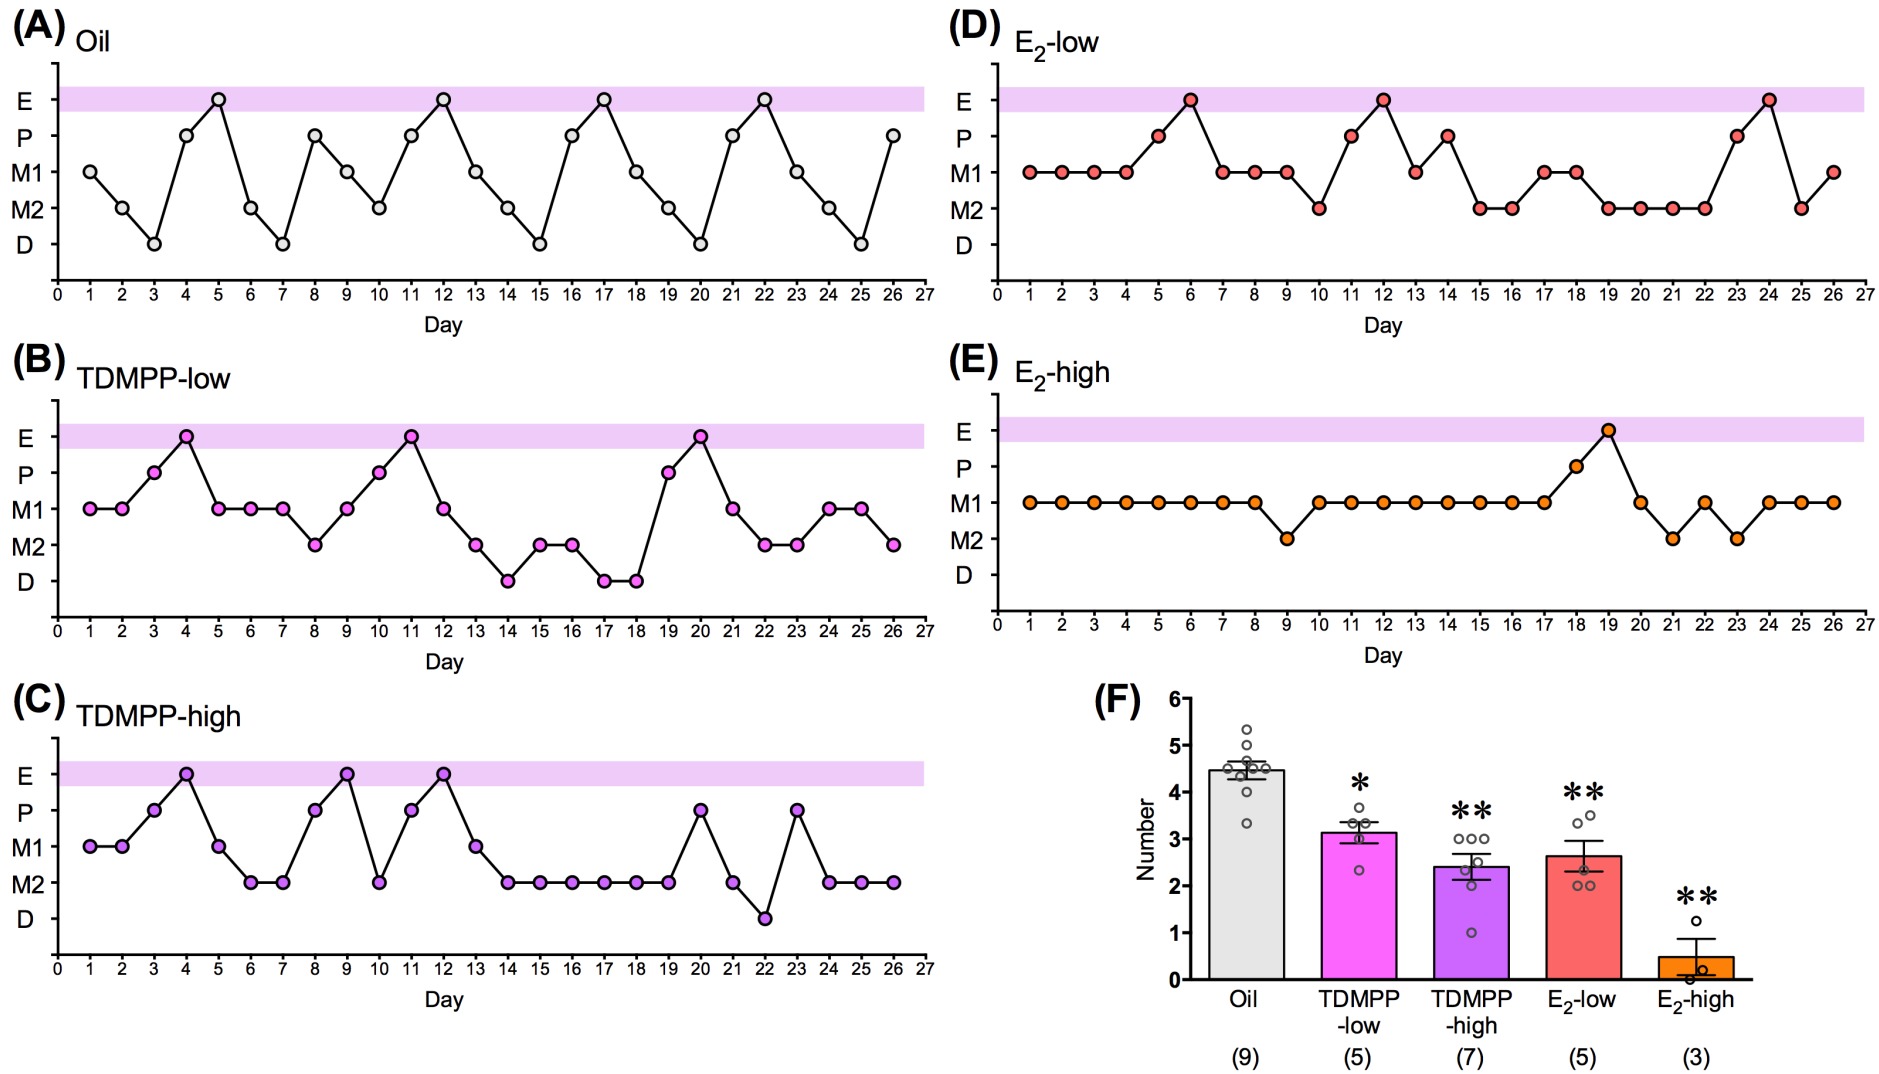 (A) Oil
E
P
M1
M2
D
0 1 2 3 4 5 6 7 8 9 10 11 12 13 14 15 16 17 18 19 20 21 22 23 24 25 26 27
Day
(B) TDMPP-low
E
P
M1
M2
D
0 1 2 3 4 5 6 7 8 9 10 11 12 13 14 15 16 17 18 19 20 21 22 23 24 25 26 27
Day
(C) TDMPP-high
E
P
M1
M2
D
0 1 2 3 4 5 6 7 8 9 10 11 12 13 14 15 16 17 18 19 20 21 22 23 24 25 26 27
Day
(D) E2-low
E
P
M1
M2
D
0 1 2 3 4 5 6 7 8 9 10 11 12 13 14 15 16 17 18 19 20 21 22 23 24 25 26 27
Day
(E) E2-high
E
P
M1
M2
D
0 1 2 3 4 5 6 7 8 9 10 11 12 13 14 15 16 17 18 19 20 21 22 23 24 25 26 27
Day
(F)
Number
6
5
4
3
2
1
0
* ** ** **
Oil TDMPP TDMPP E2-low E2-high
-low -high
(9) (5) (7) (5) (3)